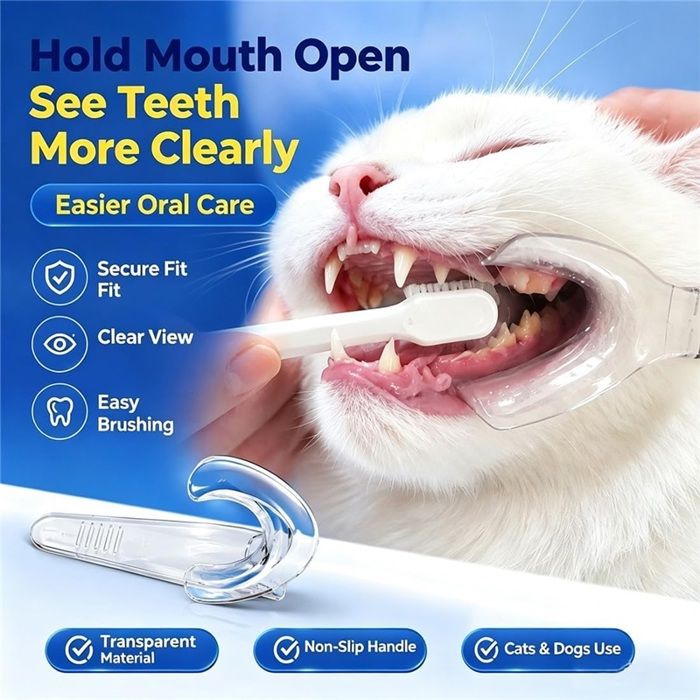 Hold Mouth Open
See Teeth
More Clearly
Easier Oral Care
Secure Fit
Fit
Clear View
Easy
Brushing
Transparent
Material
Non-Slip Handle
Cats & Dogs Use